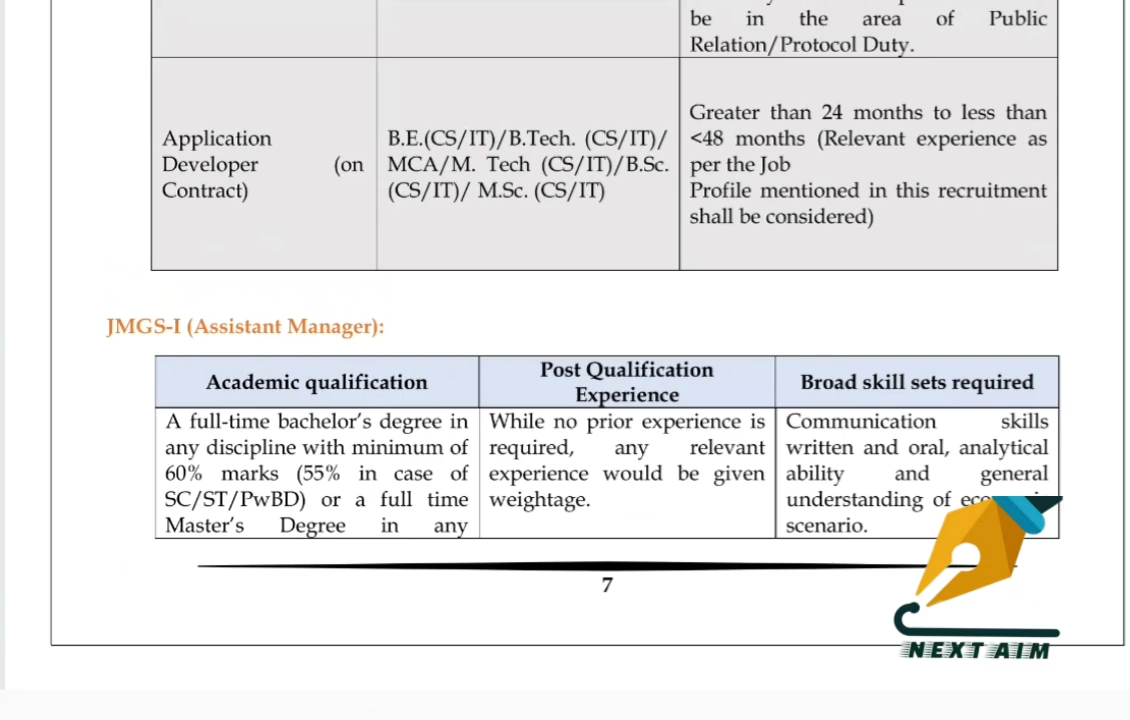 be in the area of Public
Relation/Protocol Duty.
Application
Developer (on
Contract)
B.E.(CS/IT)/B.Tech. (CS/IT)/
MCA/M. Tech (CS/IT)/B.Sc.
(CS/IT)/ M.Sc. (CS/IT)
Greater than 24 months to less than
<48 months (Relevant experience as
per the Job
Profile mentioned in this recruitment
shall be considered)
JMGS-I (Assistant Manager):
Academic qualification
Post Qualification
Experience
Broad skill sets required
A full-time bachelor's degree in
any discipline with minimum of
60% marks (55% in case of
SC/ST/PwBD) or a full time
Master's Degree in any
While no prior experience is
required, any relevant
experience would be given
weightage.
Communication skills
written and oral, analytical
ability and general
understanding of
scenario.
7
NEXT AIM